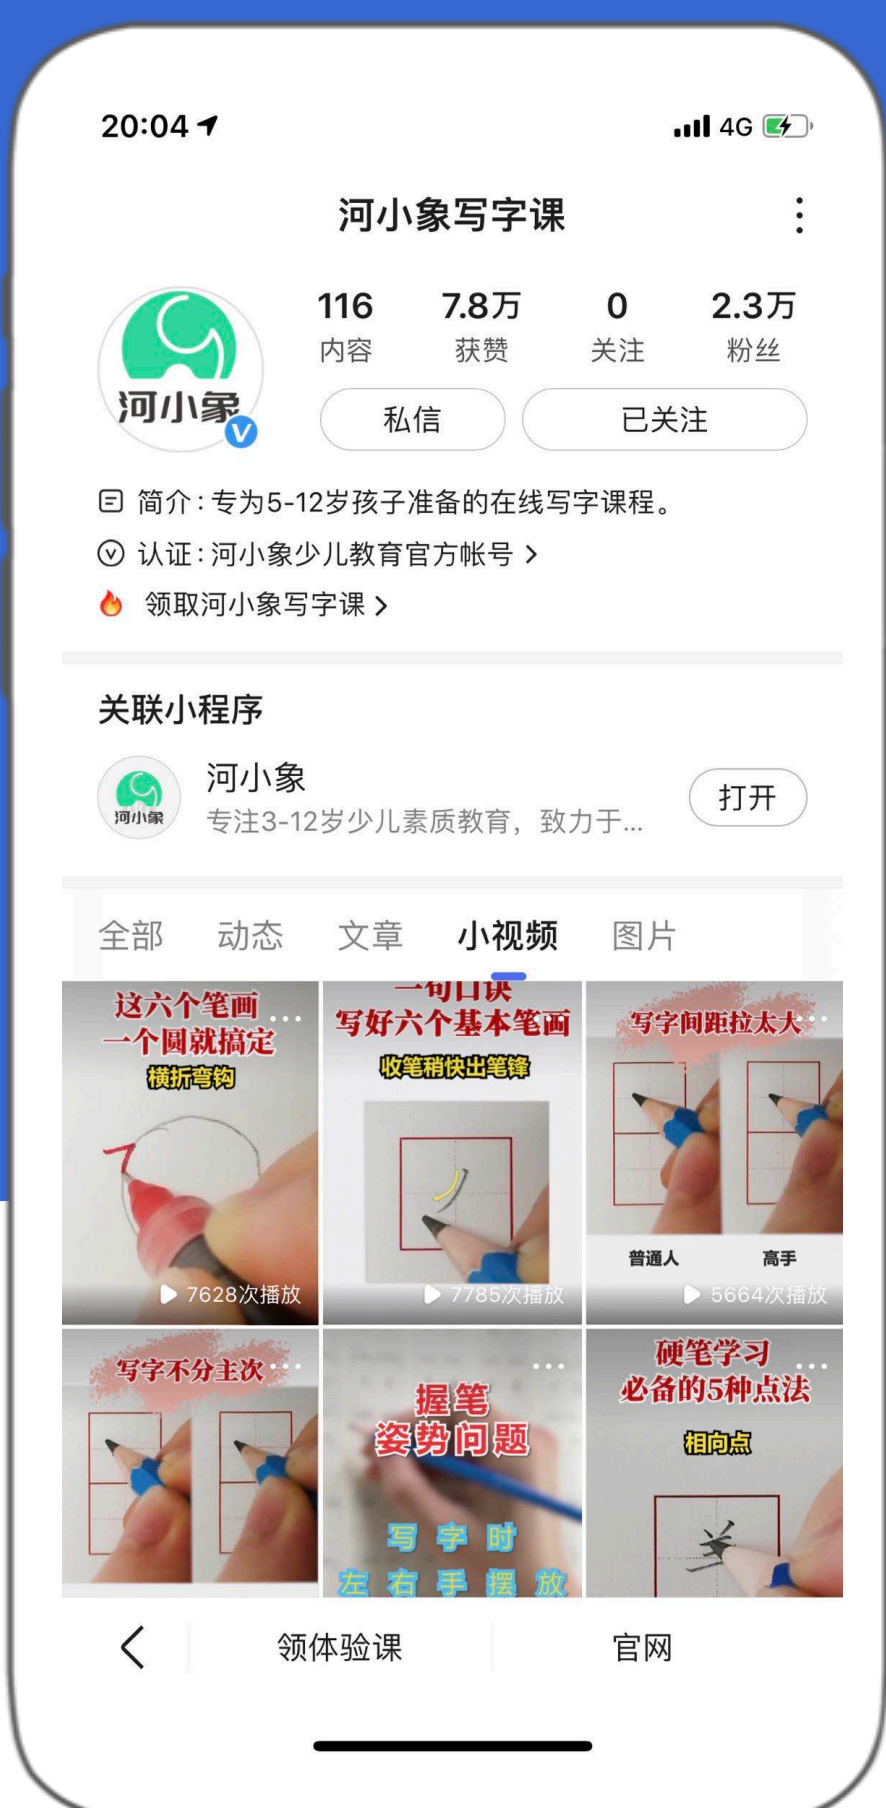 20:04
4G
河小象写字课
河小象
116
7.8万
0
2.3万
内容
获赞
关注
粉丝
私信
已关注
简介:专为5-12岁孩子准备的在线写字课程。
认证:河小象少儿教育官方帐号
领取河小象写字课
关联小程序
河小象
河小象
专注3-12岁少儿素质教育，致力于...
打开
全部
动态
文章
小视频
图片
这六个笔画
一个圆就搞定
横折弯钩
7628次播放
一句口诀
写好六个基本笔画
收笔稍快出笔锋
7785次播放
写字间距拉太大
普通人
高手
5664次播放
写字不分主次
握笔
姿势问题
写字时
左右手摆放
硬笔学习
必备的5种点法
相向点
领体验课
官网